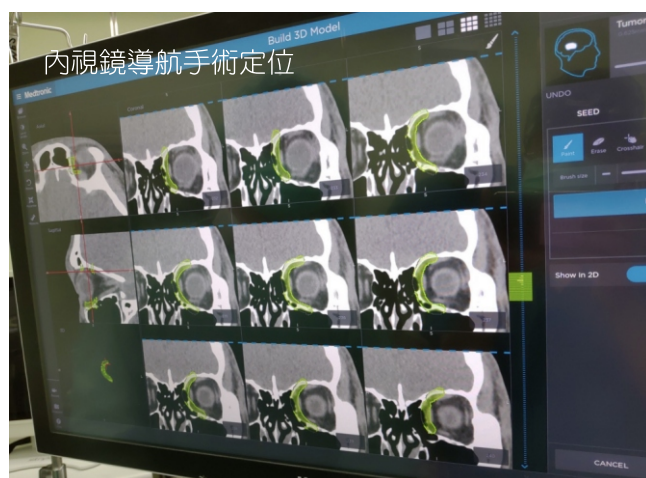 Build 3D Model
內視鏡導航手術定位
Medtronic
Tumor
UNDO
SEED
Paint
Erase
Crosshair
Brush size
Show in 2D
CANCEL